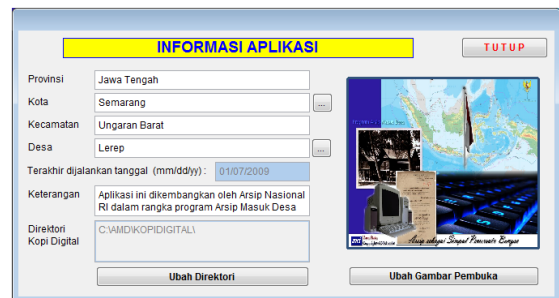 INFORMASI APLIKASI
TUTUP
Provinsi
Jawa Tengah
Kota
Semarang
...
Kecamatan
Ungaran Barat
Desa
Lerep
...
Terakhir dijalankan tanggal (mm/dd/yy) :
01/07/2009
Keterangan
Aplikasi ini dikembangkan oleh Arsip Nasional
RI dalam rangka program Arsip Masuk Desa
Direktori
Kopi Digital
C:\AMD\KOPIDIGITAL\
Arsip sebagai Simpul Pemersatu Bangsa
Ubah Direktori
Ubah Gambar Pembuka